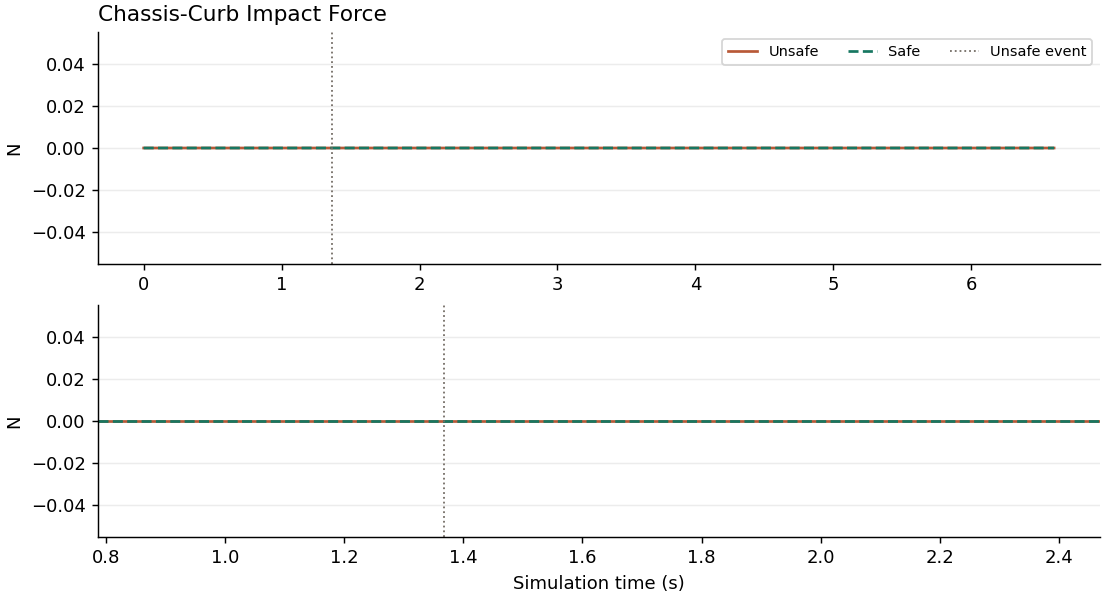 Chassis-Curb Impact Force
Unsafe Safe Unsafe event
N
0.04
0.02
0.00
−0.02
−0.04
0 1 2 3 4 5 6
N
0.04
0.02
0.00
−0.02
−0.04
0.8 1.0 1.2 1.4 1.6 1.8 2.0 2.2 2.4
Simulation time (s)